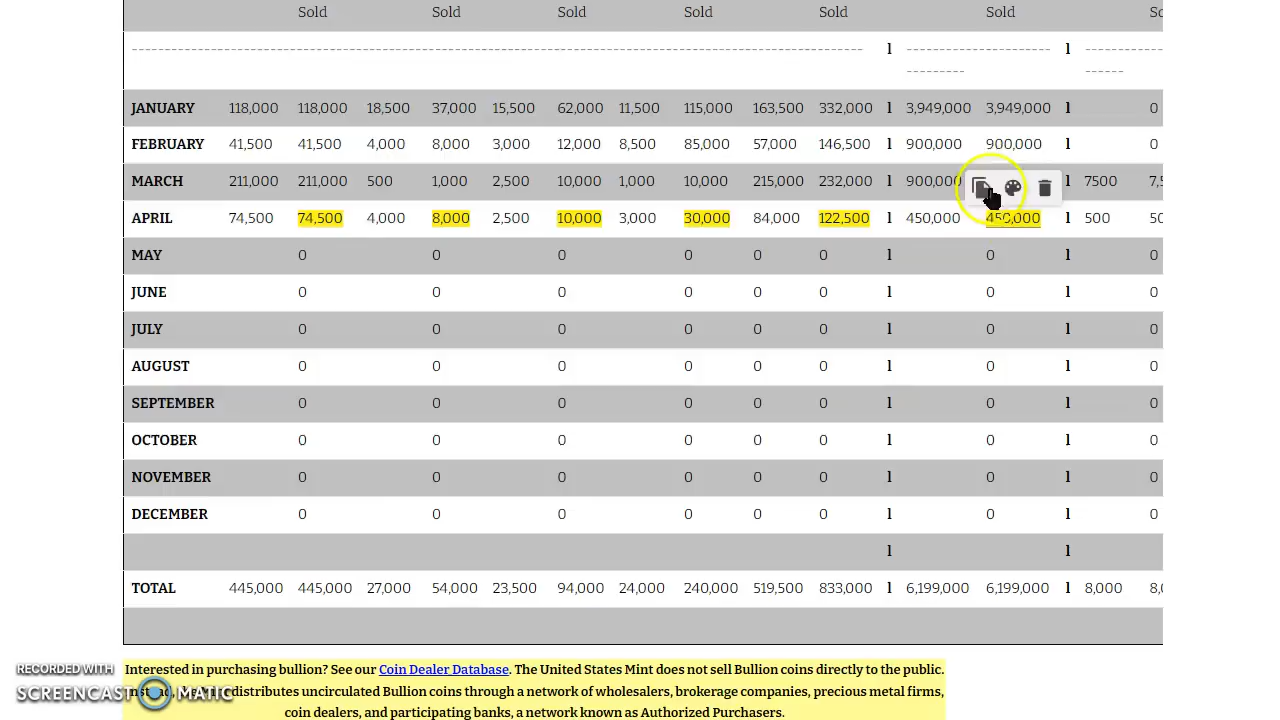 Sold Sold Sold Sold Sold Sold
-------------------------------------------------------------------------------------- l ----------------- l
JANUARY 118,000 118,000 18,500 37,000 15,500 62,000 11,500 115,000 163,500 332,000 l 3,949,000 3,949,000 l 0
FEBRUARY 41,500 41,500 4,000 8,000 3,000 12,000 8,500 85,000 57,000 146,500 l 900,000 900,000 l 0
MARCH 211,000 211,000 500 1,000 2,500 10,000 1,000 10,000 215,000 232,000 l 900,000 l 7500
APRIL 74,500 74,500 4,000 8,000 2,500 10,000 3,000 30,000 84,000 122,500 l 450,000 450,000 l 500
MAY 0 0 0 0 0 0 l 0 l 0
JUNE 0 0 0 0 0 0 l 0 l 0
JULY 0 0 0 0 0 0 l 0 l 0
AUGUST 0 0 0 0 0 0 l 0 l 0
SEPTEMBER 0 0 0 0 0 0 l 0 l 0
OCTOBER 0 0 0 0 0 0 l 0 l 0
NOVEMBER 0 0 0 0 0 0 l 0 l 0
DECEMBER 0 0 0 0 0 0 l 0 l 0
l l
TOTAL 445,000 445,000 27,000 54,000 23,500 94,000 24,000 240,000 519,500 833,000 l 6,199,000 6,199,000 l 8,000
Interested in purchasing bullion? See our Coin Dealer Database. The United States Mint does not sell Bullion coins directly to the public.
distributes uncirculated Bullion coins through a network of wholesalers, brokerage companies, precious metal firms,
coin dealers, and participating banks, a network known as Authorized Purchasers.
RECORDED WITH
SCREENCAST MATIC